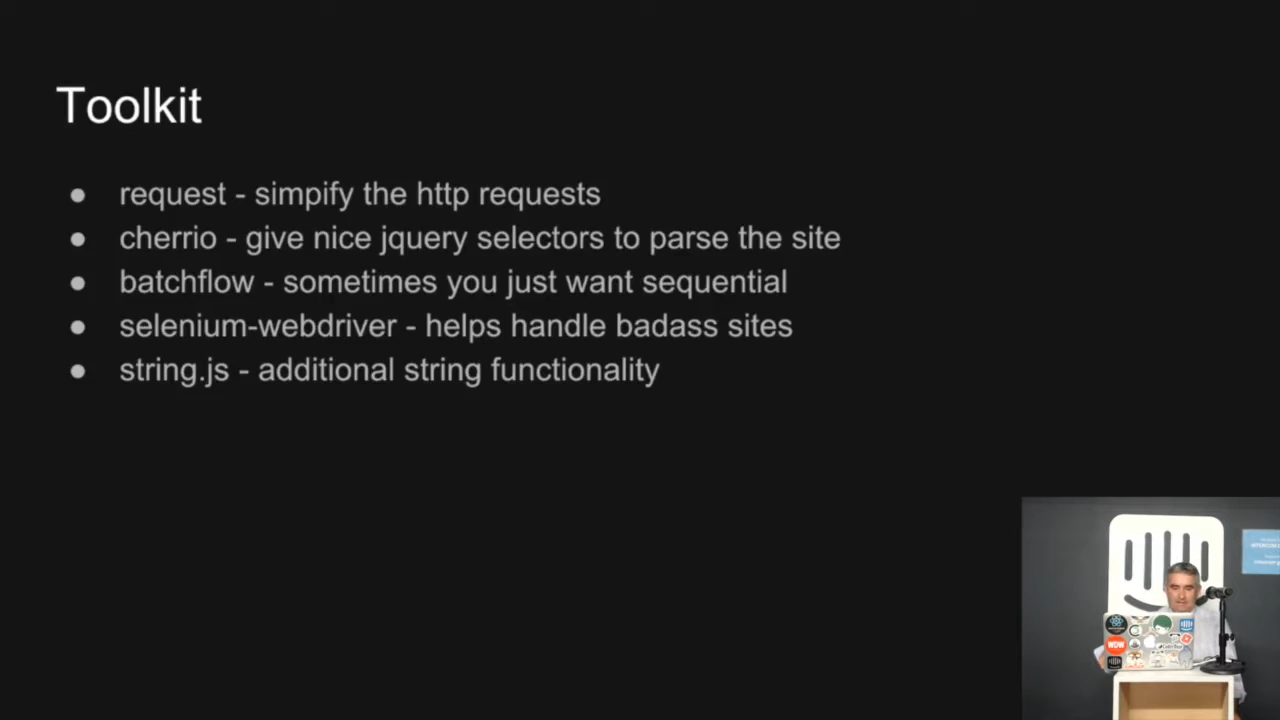 Toolkit
● request - simpify the http requests
● cherrio - give nice jquery selectors to parse the site
● batchflow - sometimes you just want sequential
● selenium-webdriver - helps handle badass sites
● string.js - additional string functionality
WOW